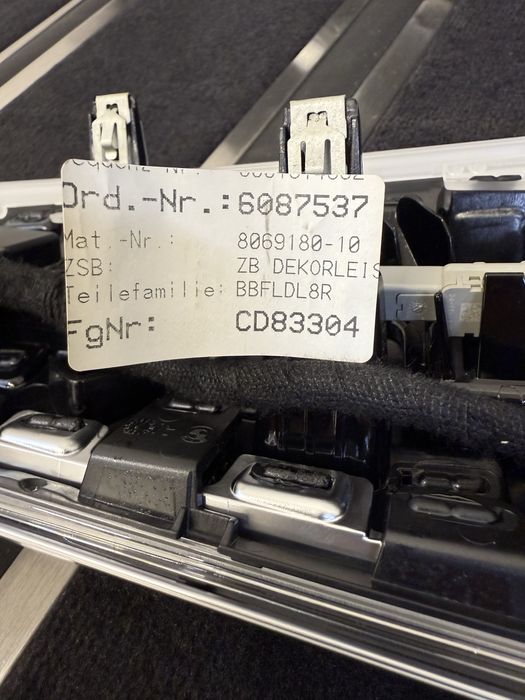 Ord.-Nr.:6087537
Mat.-Nr.: 8069180-10
ZSB: ZB DEKORLEIS
Teilefamilie: BBFLDL8R
FgNr: CD83304